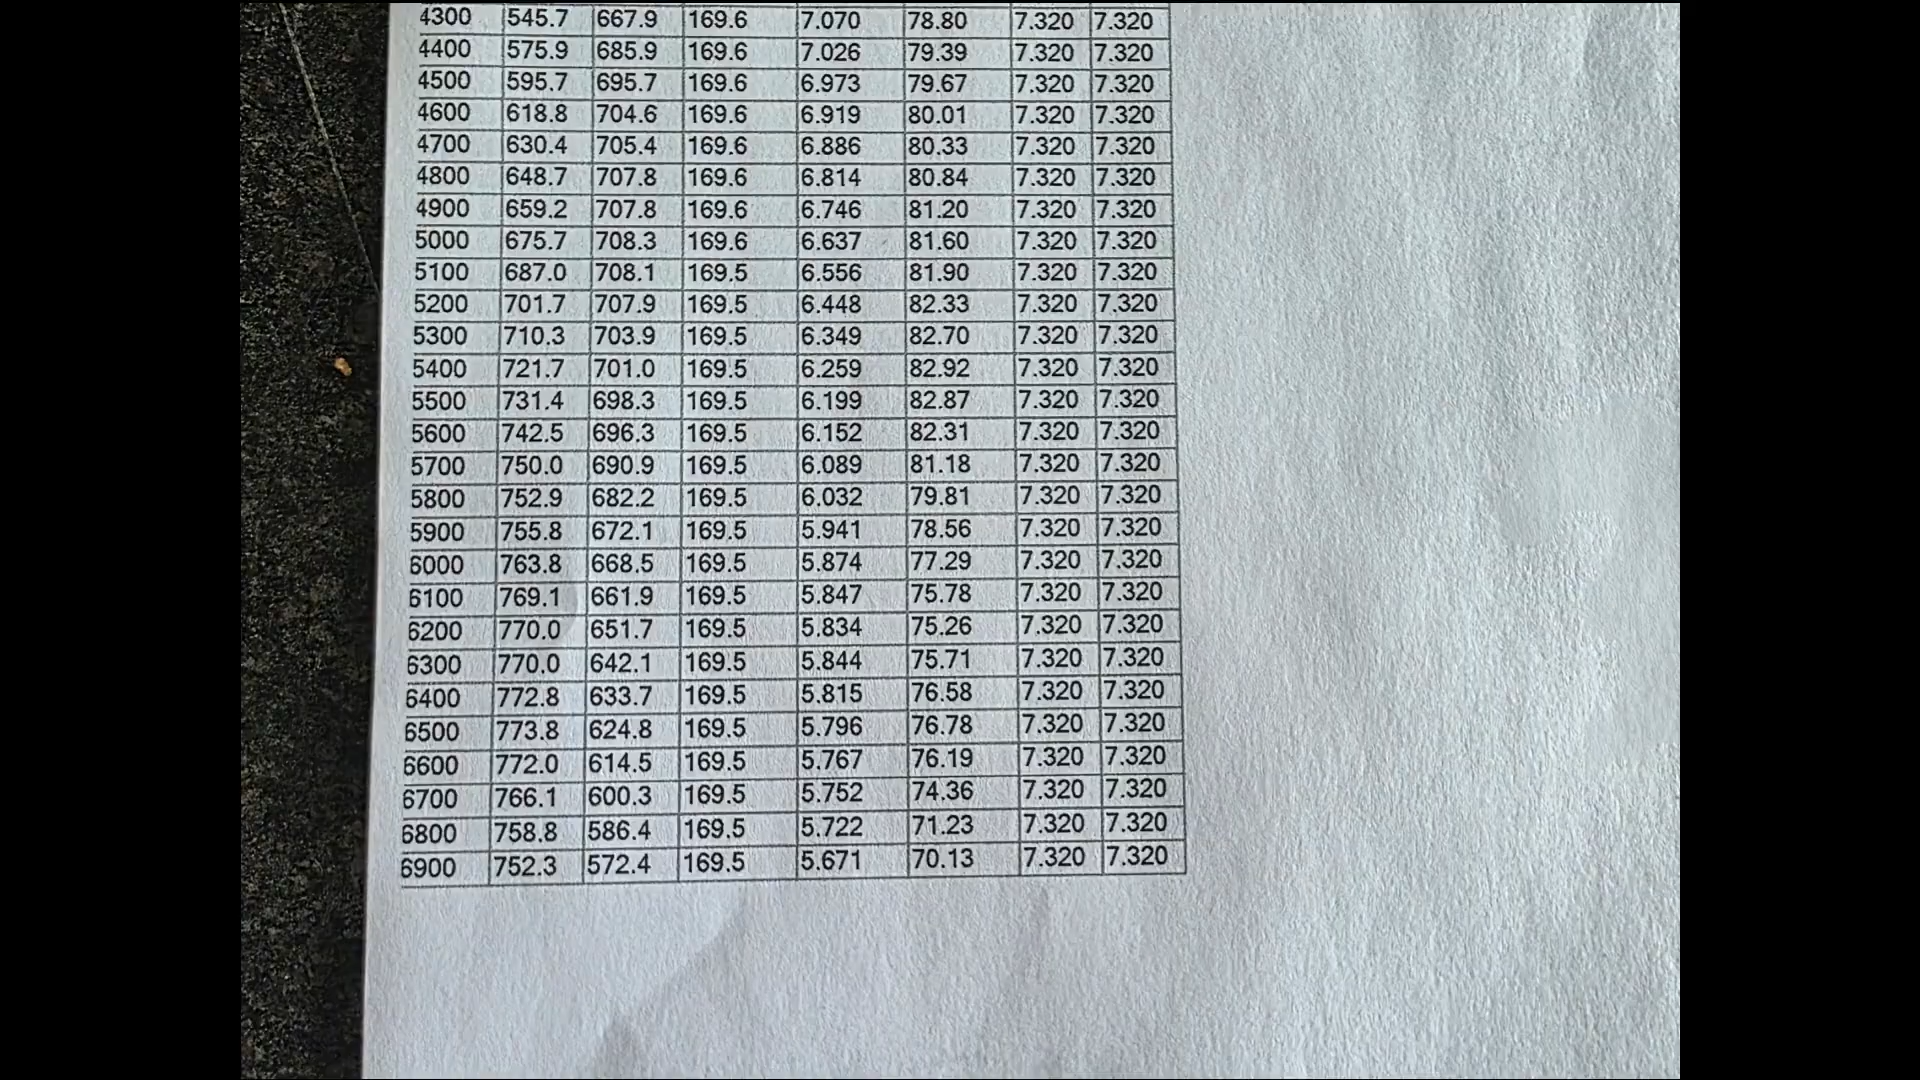 4300 545.7 667.9 169.6 7.070 78.80 7.320 7.320
4400 575.9 685.9 169.6 7.026 79.39 7.320 7.320
4500 595.7 695.7 169.6 6.973 79.67 7.320 7.320
4600 618.8 704.6 169.6 6.919 80.01 7.320 7.320
4700 630.4 705.4 169.6 6.886 80.33 7.320 7.320
4800 648.7 707.8 169.6 6.814 80.84 7.320 7.320
4900 659.2 707.8 169.6 6.746 81.20 7.320 7.320
5000 675.7 708.3 169.6 6.637 81.60 7.320 7.320
5100 687.0 708.1 169.5 6.556 81.90 7.320 7.320
5200 701.7 707.9 169.5 6.448 82.33 7.320 7.320
5300 710.3 703.9 169.5 6.349 82.70 7.320 7.320
5400 721.7 701.0 169.5 6.259 82.92 7.320 7.320
5500 731.4 698.3 169.5 6.199 82.87 7.320 7.320
5600 742.5 696.3 169.5 6.152 82.31 7.320 7.320
5700 750.0 690.9 169.5 6.089 81.18 7.320 7.320
5800 752.9 682.2 169.5 6.032 79.81 7.320 7.320
5900 755.8 672.1 169.5 5.941 78.56 7.320 7.320
6000 763.8 668.5 169.5 5.874 77.29 7.320 7.320
6100 769.1 661.9 169.5 5.847 75.78 7.320 7.320
6200 770.0 651.7 169.5 5.834 75.26 7.320 7.320
6300 770.0 642.1 169.5 5.844 75.71 7.320 7.320
6400 772.8 633.7 169.5 5.815 76.58 7.320 7.320
6500 773.8 624.8 169.5 5.796 76.78 7.320 7.320
6600 772.0 614.5 169.5 5.767 76.19 7.320 7.320
6700 766.1 600.3 169.5 5.752 74.36 7.320 7.320
6800 758.8 586.4 169.5 5.722 71.23 7.320 7.320
6900 752.3 572.4 169.5 5.671 70.13 7.320 7.320